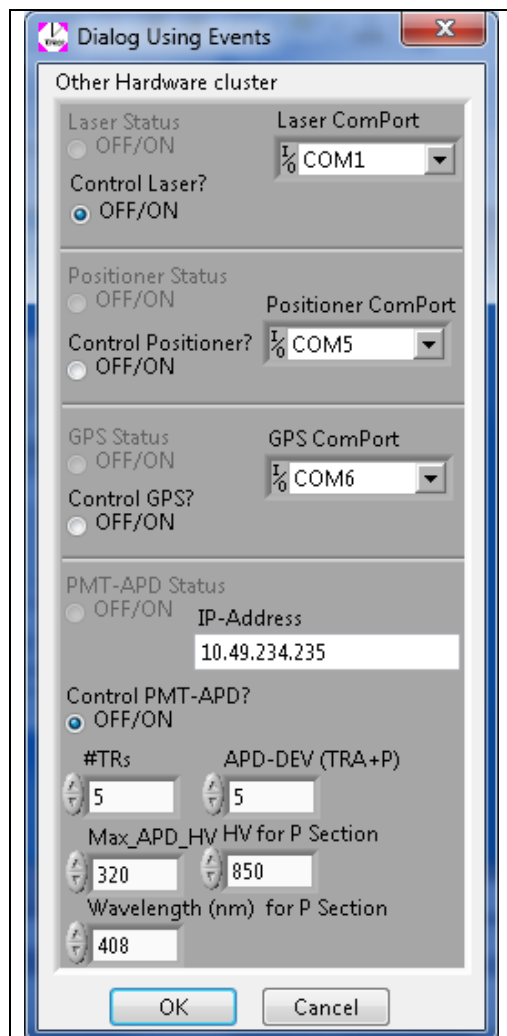 Dialog Using Events
Other Hardware cluster
Laser Status
OFF/ON
Laser ComPort
COM1
Control Laser?
OFF/ON
Positioner Status
OFF/ON
Positioner ComPort
COM5
Control Positioner?
OFF/ON
GPS Status
OFF/ON
GPS ComPort
COM6
Control GPS?
OFF/ON
PMT-APD Status
OFF/ON
IP-Address
10.49.234.235
Control PMT-APD?
OFF/ON
#TRs
5
APD-DEV (TRA+P)
5
Max_APD_HV
320
HV for P Section
850
Wavelength (nm) for P Section
408
OK
Cancel